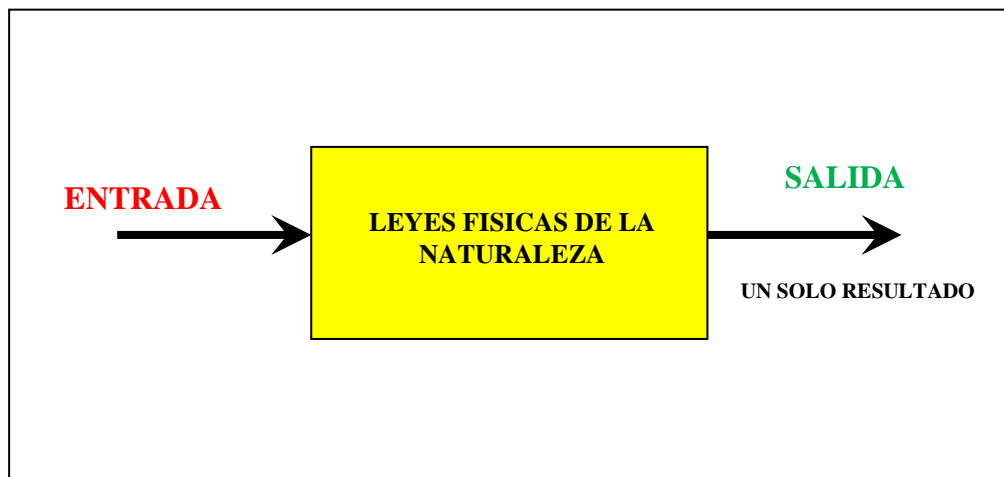 ENTRADA
LEYES FISICAS DE LA
NATURALEZA
SALIDA
UN SOLO RESULTADO